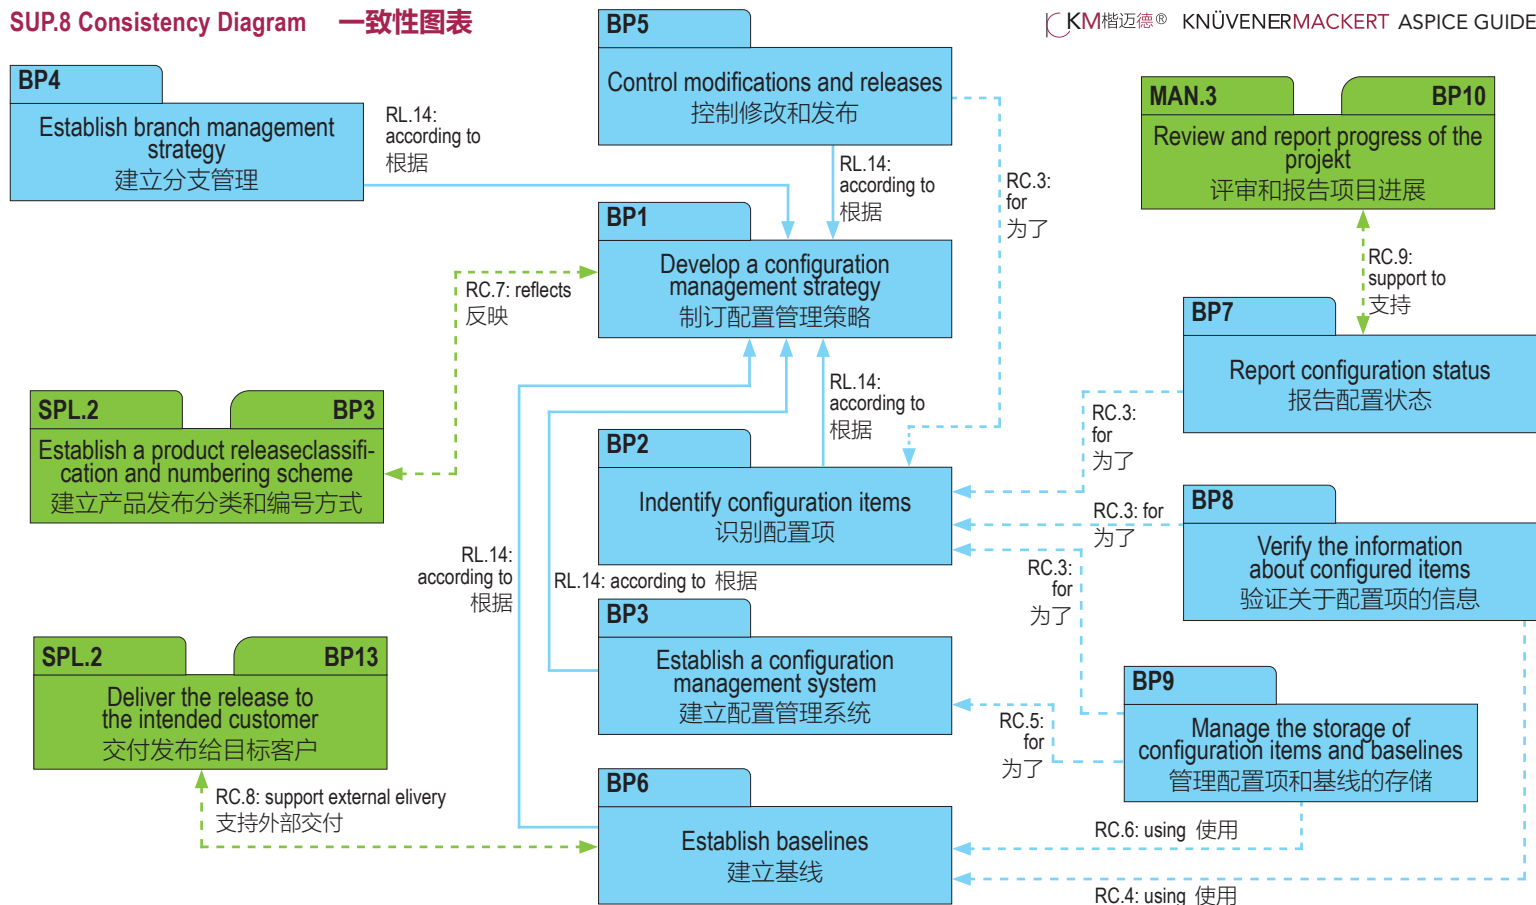 SUP.8 Consistency Diagram 一致性图表
KM楷迈德® KNÜVENERMACKERT ASPICE GUIDE
BP4
Establish branch management
strategy
建立分支管理
RL.14:
according to
根据
BP5
Control modifications and releases
控制修改和发布
RL.14:
according to
根据
RC.3:
for
为了
MAN.3 BP10
Review and report progress of the
projekt
评审和报告项目进展
RC.9:
support to
支持
BP1
Develop a configuration
management strategy
制订配置管理策略
RC.7: reflects
反映
BP7
Report configuration status
报告配置状态
RC.3:
for
为了
SPL.2 BP3
Establish a product releaseclassifi-
cation and numbering scheme
建立产品发布分类和编号方式
RL.14:
according to
根据
BP2
Indentify configuration items
识别配置项
RC.3: for
为了
BP8
Verify the information
about configured items
验证关于配置项的信息
RL.14:
according to
根据
RL.14: according to 根据
RC.3:
for
为了
BP3
Establish a configuration
management system
建立配置管理系统
SPL.2 BP13
Deliver the release to
the intended customer
交付发布给目标客户
RC.5:
for
为了
BP9
Manage the storage of
configuration items and baselines
管理配置项和基线的存储
RC.8: support external elivery
支持外部交付
BP6
Establish baselines
建立基线
RC.6: using 使用
RC.4: using 使用